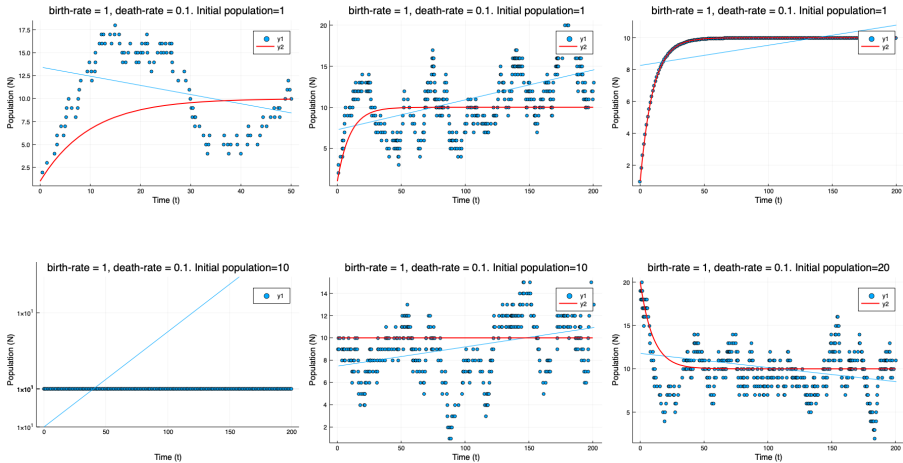 birth-rate = 1, death-rate = 0.1. Initial population=1
Population (N)
17.5
15.0
12.5
10.0
7.5
5.0
2.5
0
10
20
30
40
50
Time (t)
y1
y2
birth-rate = 1, death-rate = 0.1. Initial population=1
Population (N)
20
15
10
5
0
50
100
150
200
Time (t)
y1
y2
birth-rate = 1, death-rate = 0.1. Initial population=1
Population (N)
10
8
6
4
2
0
50
100
150
200
Time (t)
y1
y2
birth-rate = 1, death-rate = 0.1. Initial population=10
Population (N)
0
50
100
150
200
Time (t)
y1
birth-rate = 1, death-rate = 0.1. Initial population=10
Population (N)
14
12
10
8
6
4
2
0
50
100
150
200
Time (t)
y1
y2
birth-rate = 1, death-rate = 0.1. Initial population=20
Population (N)
20
15
10
5
0
50
100
150
200
Time (t)
y1
y2